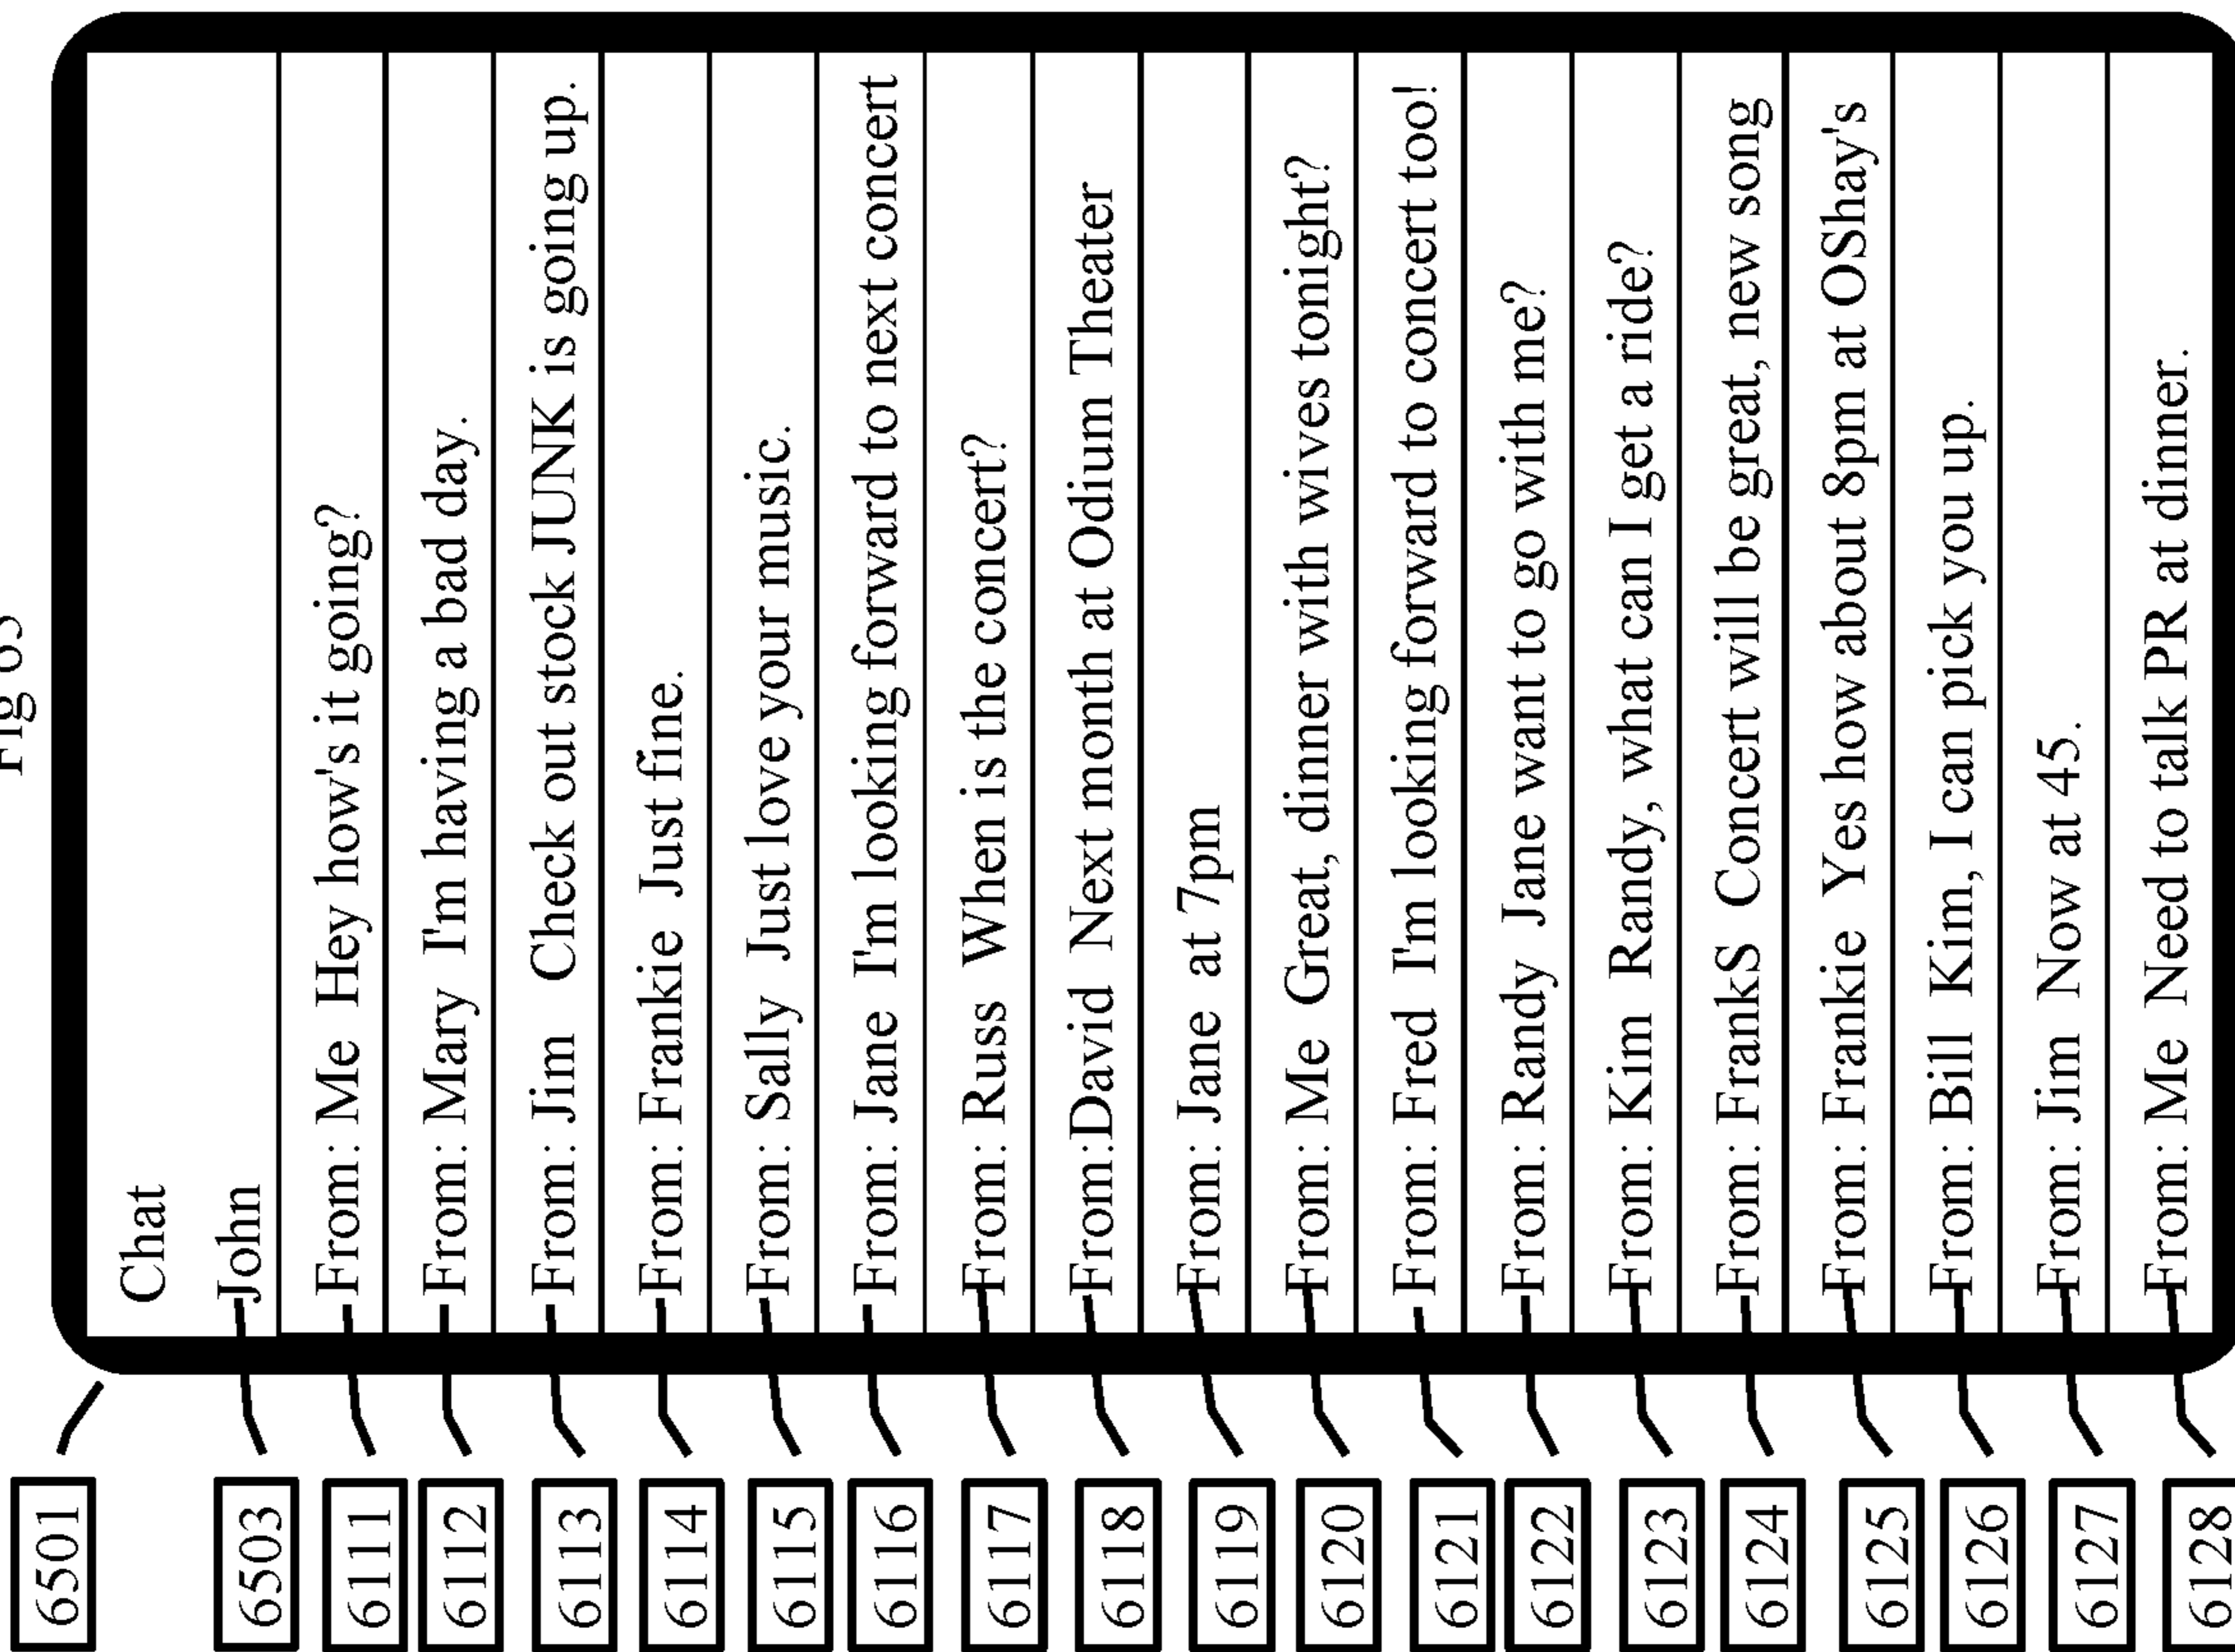 Fig 65
6501
Chat
6503 John
6111 From: Me Hey how's it going?
6112 From: Mary I'm having a bad day.
6113 From: Jim Check out stock JUNK is going up.
6114 From: Frankie Just fine.
6115 From: Sally Just love your music.
6116 From: Jane I'm looking forward to next concert
6117 From: Russ When is the concert?
6118 From:David Next month at Odium Theater
6119 From: Jane at 7pm
6120 From: Me Great, dinner with wives tonight?
6121 From: Fred I'm looking forward to concert too!
6122 From: Randy Jane want to go with me?
6123 From: Kim Randy, what can I get a ride?
6124 From: FrankS Concert will be great, new song
6125 From: Frankie Yes how about 8pm at OShay's
6126 From: Bill Kim, I can pick you up.
6127 From: Jim Now at 45.
6128 From: Me Need to talk PR at dinner.